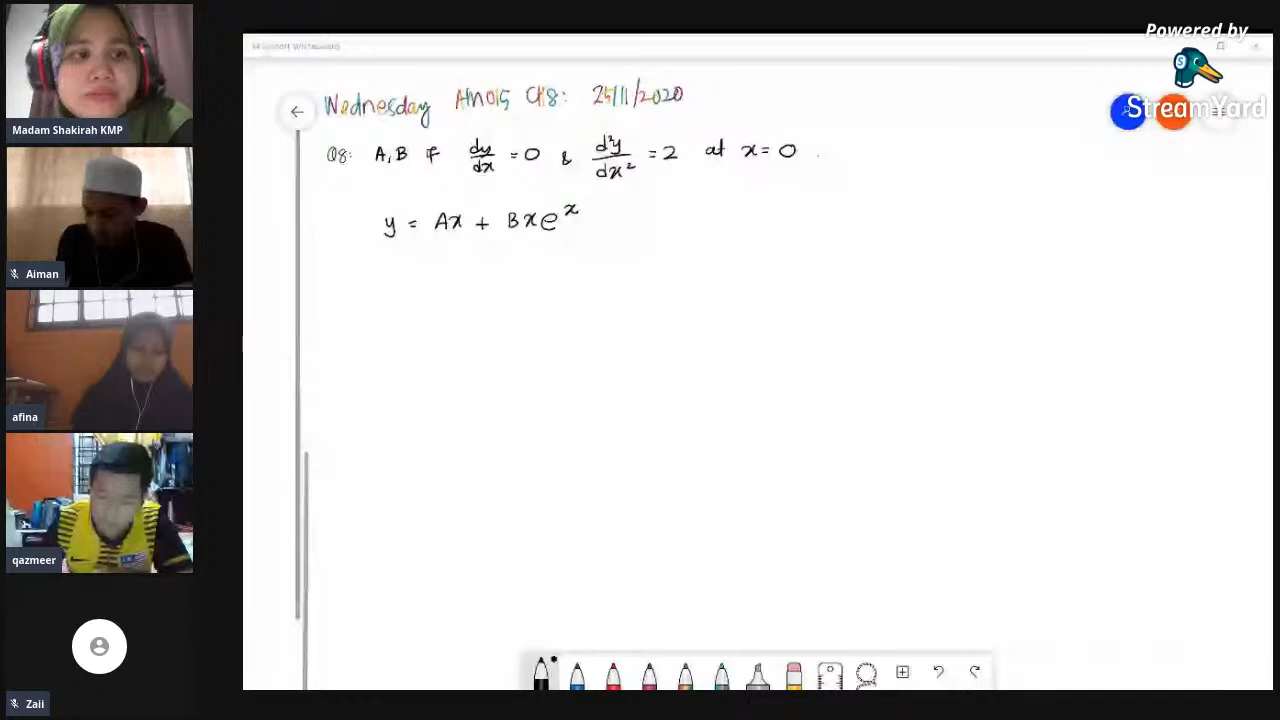 Powered by
StreamYard
Wednesday AM015 CH8: 25/11/2020
Q8: A, B if dy/dx = 0 & d²y/dx² = 2 at x = 0
y = Ax + Bxe^x
Madam Shakirah KMP
Aiman
afina
qazmeer
Zaii